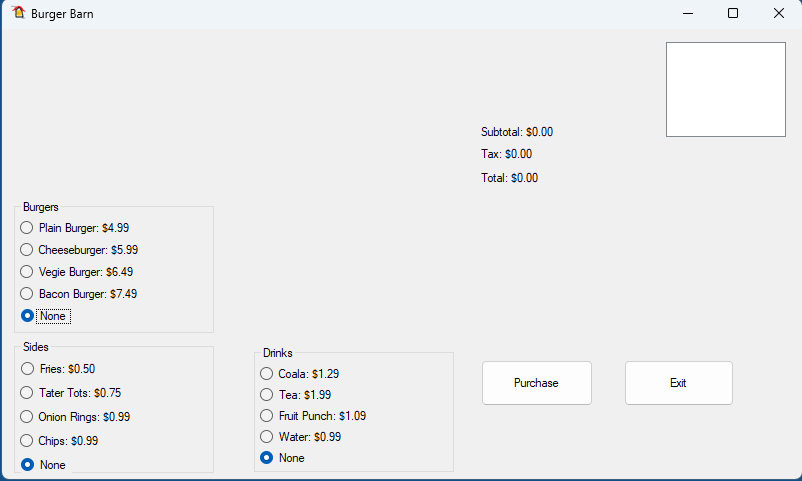 Burger Barn
Subtotal: $0.00
Tax: $0.00
Total: $0.00
Burgers
Plain Burger: $4.99
Cheeseburger: $5.99
Vegie Burger: $6.49
Bacon Burger: $7.49
None
Sides
Fries: $0.50
Tater Tots: $0.75
Onion Rings: $0.99
Chips: $0.99
None
Drinks
Coala: $1.29
Tea: $1.99
Fruit Punch: $1.09
Water: $0.99
None
Purchase
Exit